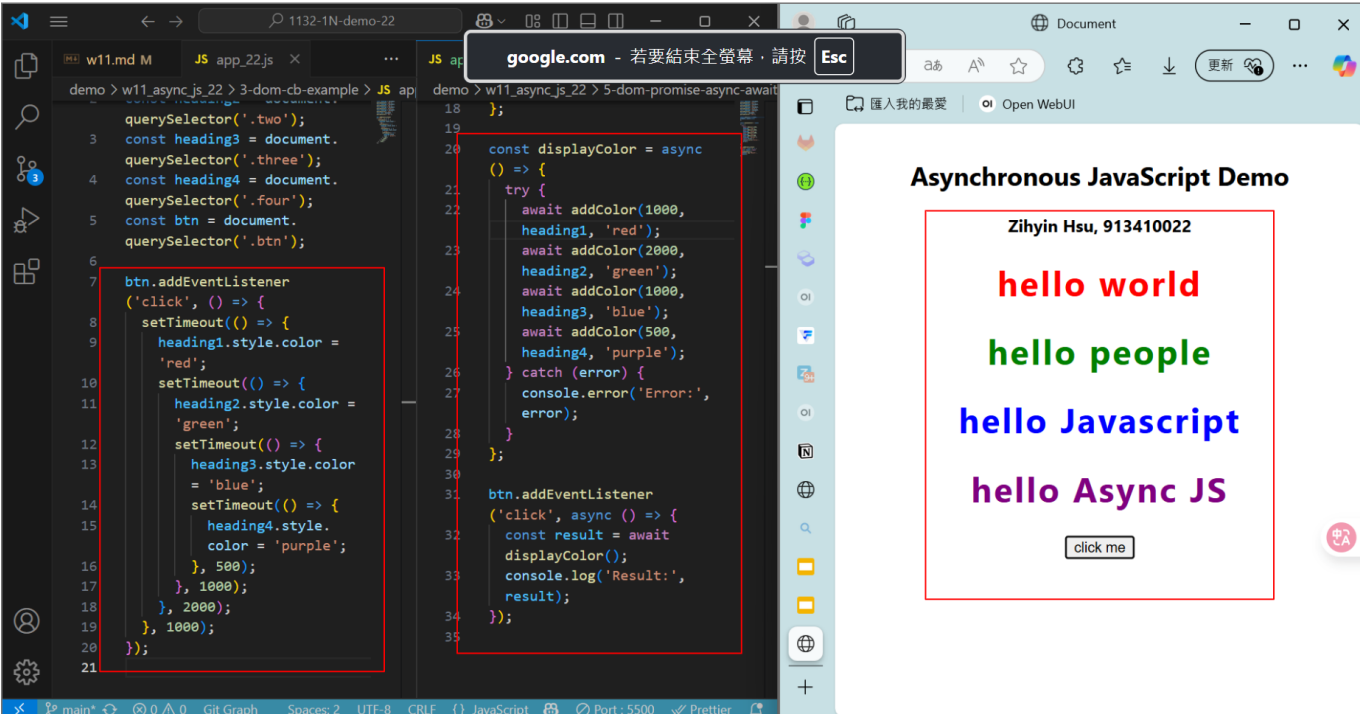 1132-1N-demo-22
google.com - 若要結束全螢幕，請按 Esc
w11.md M
JS app_22.js
JS
demo > w11_async_js_22 > 3-dom-cb-example > JS
querySelector('.two');
3 const heading3 = document.
querySelector('.three');
4 const heading4 = document.
querySelector('.four');
5 const btn = document.
querySelector('.btn');
6
7 btn.addEventListener
('click', () => {
8 setTimeout(() => {
9 heading1.style.color =
'red';
10 setTimeout(() => {
11 heading2.style.color =
'green';
12 setTimeout(() => {
13 heading3.style.color
= 'blue';
14 setTimeout(() => {
15 heading4.style.
color = 'purple';
16 }, 500);
17 }, 1000);
18 }, 2000);
19 }, 1000);
20 });
21
demo > w11_async_js_22 > 5-dom-promise-async-await
18 };
19
20 const displayColor = async
() => {
21 try {
22 await addColor(1000,
heading1, 'red');
23 await addColor(2000,
heading2, 'green');
24 await addColor(1000,
heading3, 'blue');
25 await addColor(500,
heading4, 'purple');
26 } catch (error) {
27 console.error('Error:',
error);
28 }
29 };
30
31 btn.addEventListener
('click', async () => {
32 const result = await
displayColor();
33 console.log('Result:',
result);
34 });
35
3
main* 0 0 Git Graph Spaces: 2 UTF-8 CRLF {} JavaScript Port : 5500 Prettier
Document
更新
匯入我的最愛
OI Open WebUI
Asynchronous JavaScript Demo
Zihyin Hsu, 913410022
hello world
hello people
hello Javascript
hello Async JS
click me